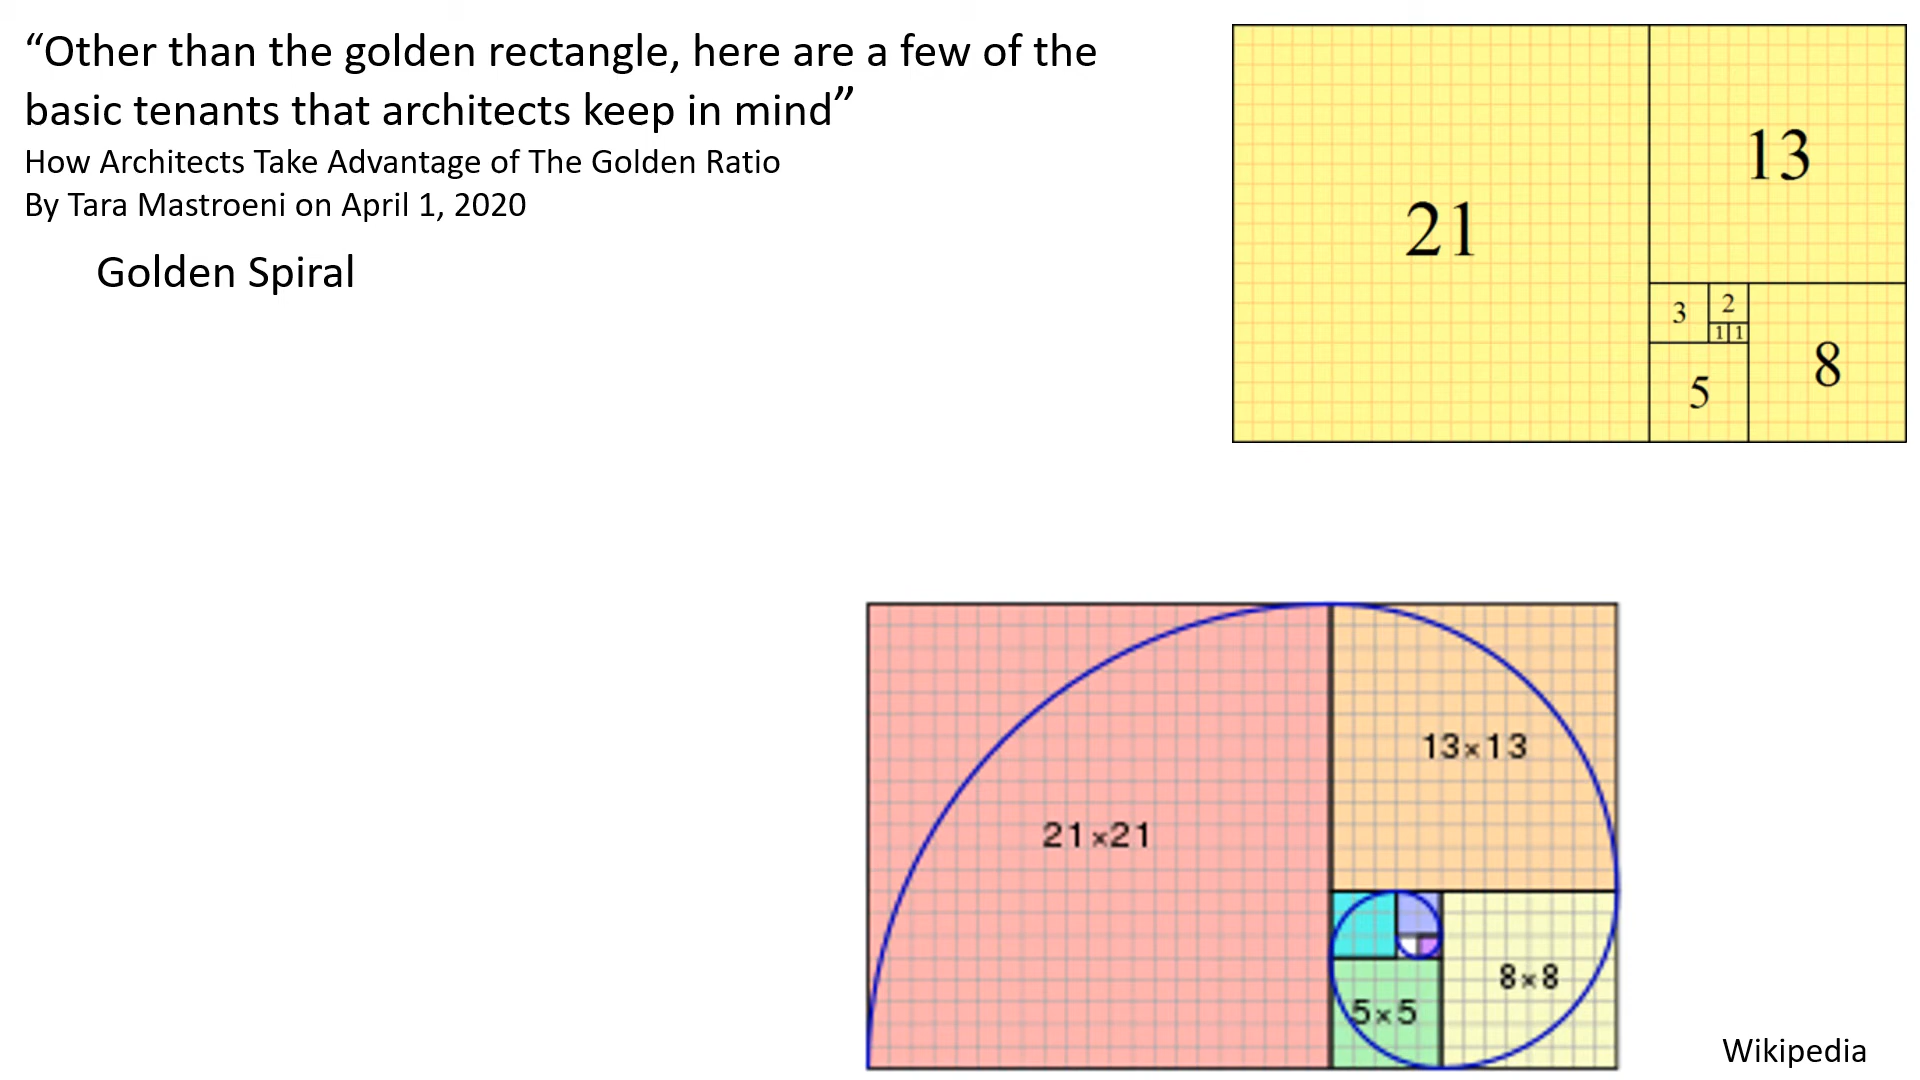 “Other than the golden rectangle, here are a few of the
basic tenants that architects keep in mind”
How Architects Take Advantage of The Golden Ratio
By Tara Mastroeni on April 1, 2020
Golden Spiral
21
13
3
2
1
1
8
5
13×13
21×21
8×8
5×5
Wikipedia